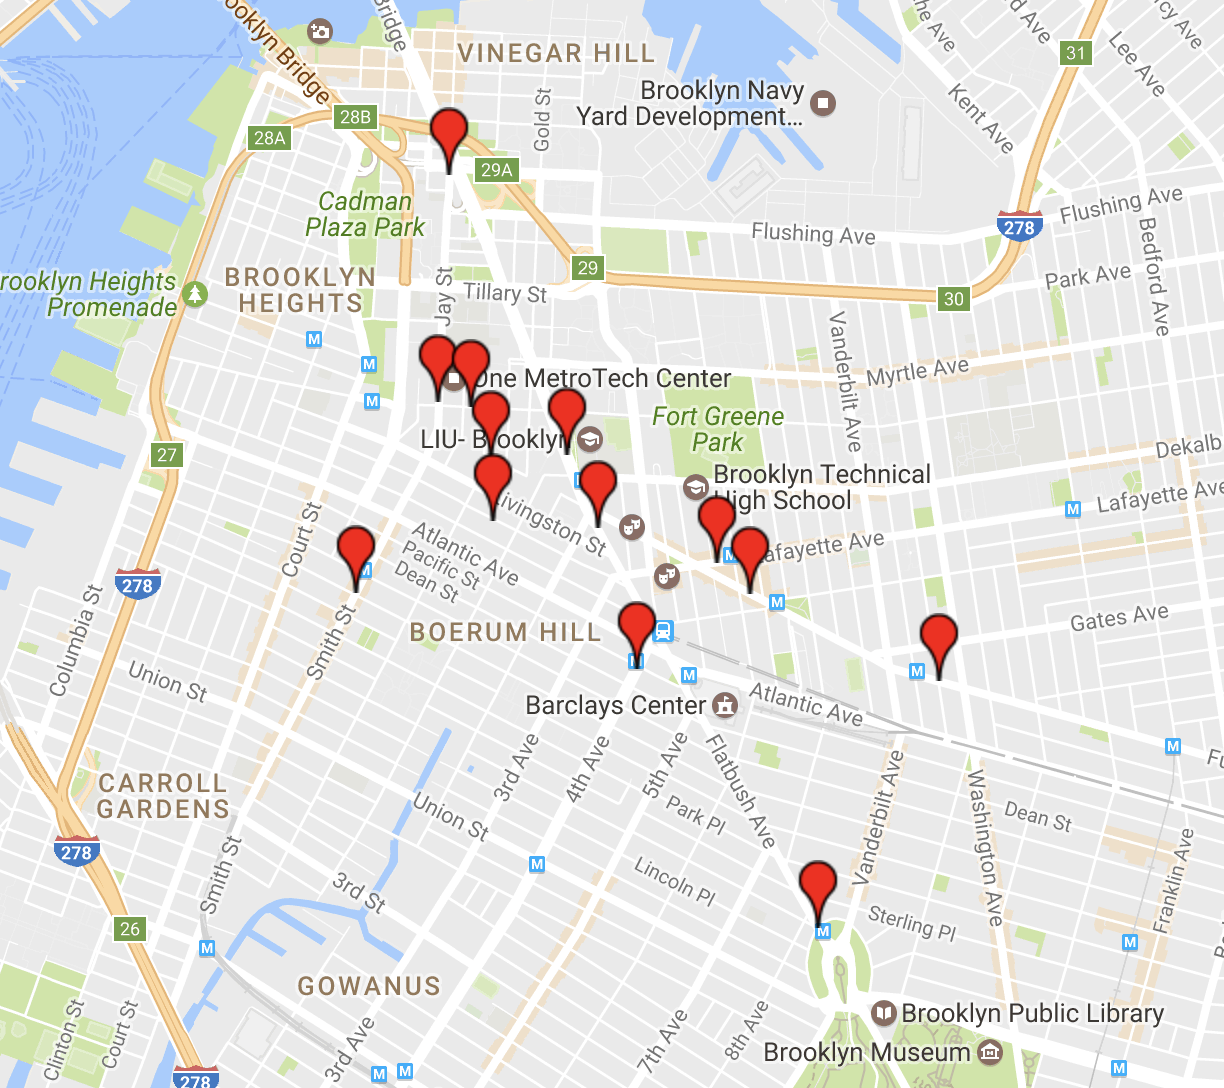 ooklyn Bridge
Bridge
VINEGAR HILL
31
Lee Ave
Kent Ave
Brooklyn Navy
Yard Development...
Gold St
28B
28A
29A
Cadman
Plaza Park
Flushing Ave
Flushing Ave
278
Bedford Ave
BROOKLYN
HEIGHTS
rooklyn Heights
Promenade
Jay St
29
Tillary St
Park Ave
30
M
M
M
Vanderbilt Ave
Myrtle Ave
One MetroTech Center
Fort Greene
Park
LIU- Brooklyn
27
Dekalb
Brooklyn Technical
High School
Lafayette Ave
M
Livingston St
Court St
Atlantic Ave
Pacific St
Dean St
Lafayette Ave
M
278
Columbia St
Smith St
BOERUM HILL
Gates Ave
M
M
M
Union St
Barclays Center
Atlantic Ave
M
3rd Ave
4th Ave
5th Ave
Flatbush Ave
Vanderbilt Ave
Washington Ave
CARROLL
GARDENS
Union St
Park Pl
Dean St
278
Smith St
M
Lincoln Pl
3rd St
Sterling Pl
Franklin Ave
26
M
M
M
GOWANUS
Clinton St
Court St
3rd Ave
7th Ave
8th Ave
Brooklyn Public Library
Brooklyn Museum
M
M
M
278